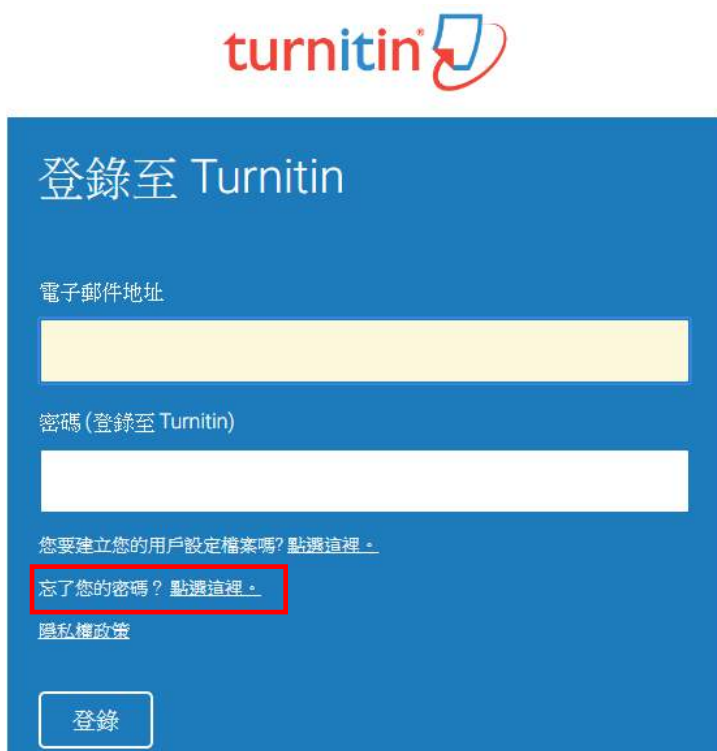 turnitin
登錄至 Turnitin
電子郵件地址
密碼 (登錄至 Turnitin)
您要建立您的用戶設定檔案嗎? 點選這裡。
忘了您的密碼？ 點選這裡。
隱私權政策
登錄